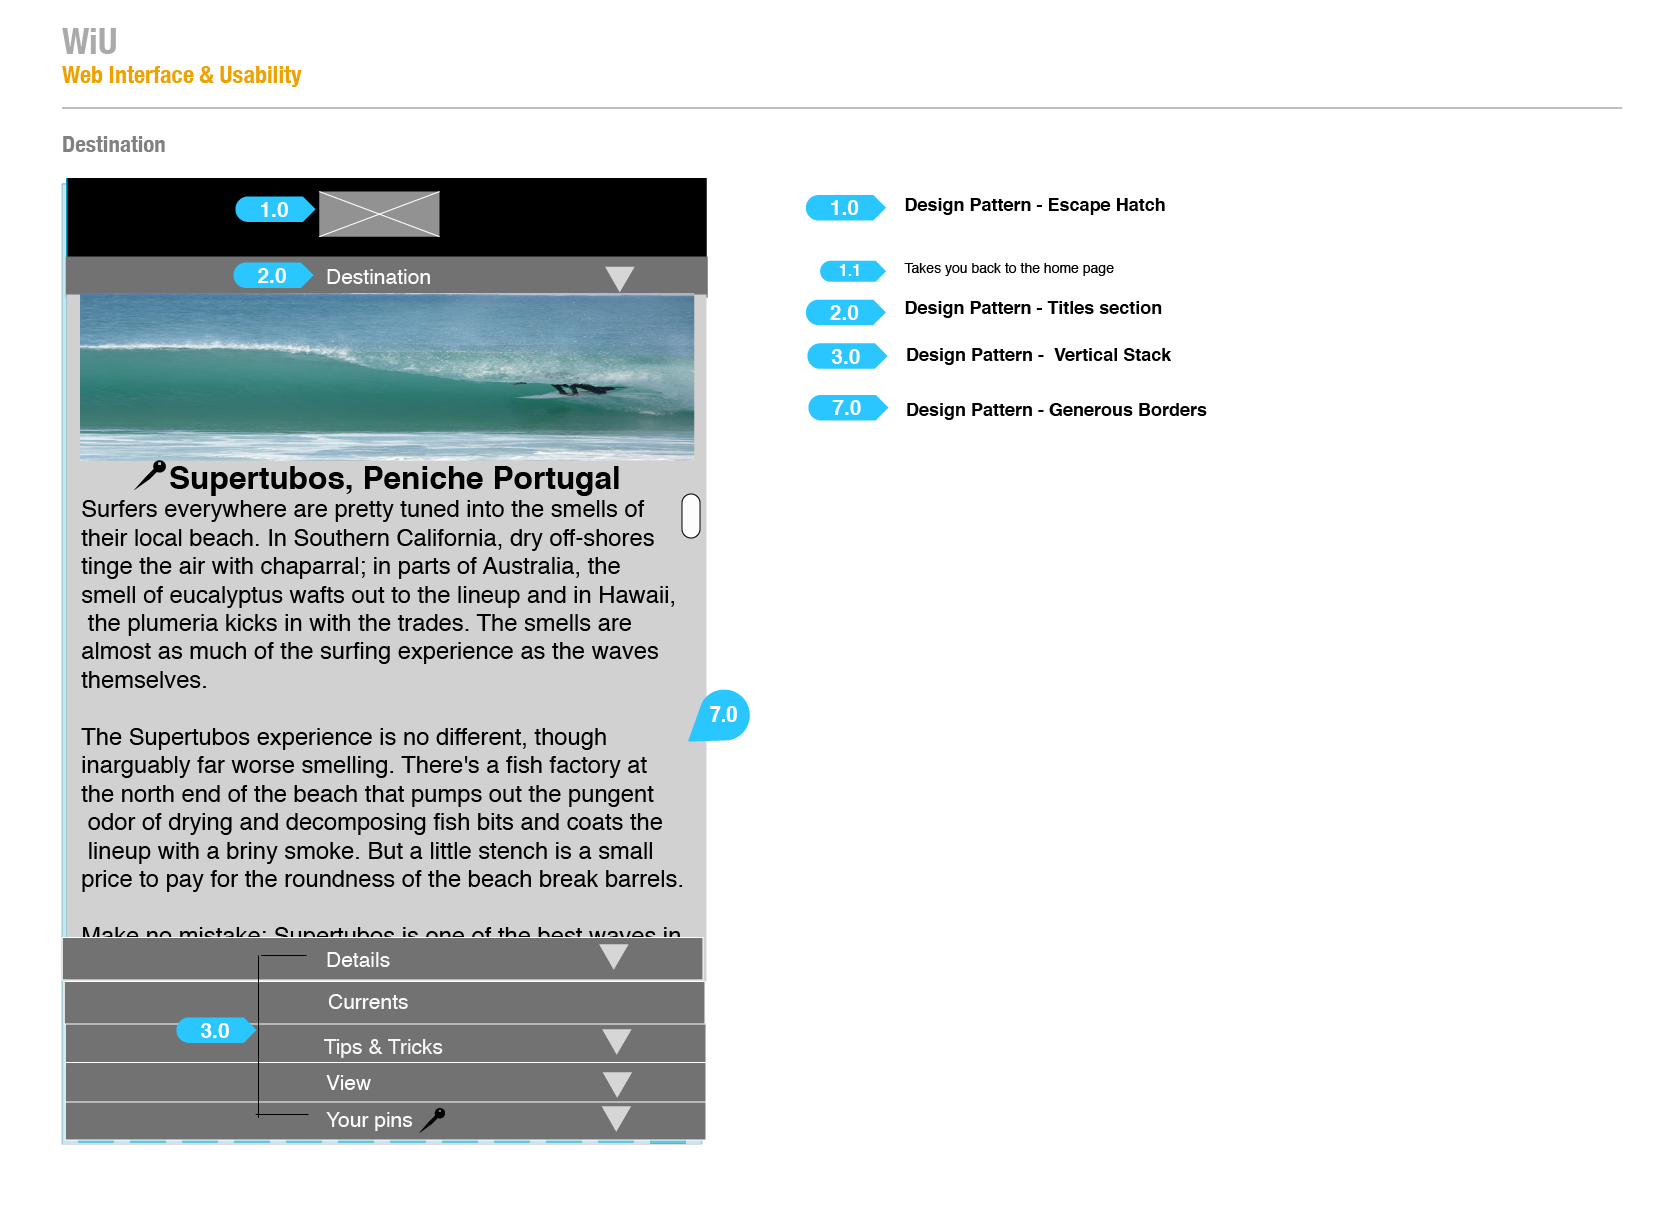 WiU
Web Interface & Usability
Destination
1.0
2.0 Destination
Supertubos, Peniche Portugal
Surfers everywhere are pretty tuned into the smells of
their local beach. In Southern California, dry off-shores
tinge the air with chaparral; in parts of Australia, the
smell of eucalyptus wafts out to the lineup and in Hawaii,
the plumeria kicks in with the trades. The smells are
almost as much of the surfing experience as the waves
themselves.
The Supertubos experience is no different, though
inarguably far worse smelling. There's a fish factory at
the north end of the beach that pumps out the pungent
odor of drying and decomposing fish bits and coats the
lineup with a briny smoke. But a little stench is a small
price to pay for the roundness of the beach break barrels.
Make no mistake: Supertubos is one of the best waves in
7.0
Details
Currents
3.0
Tips & Tricks
View
Your pins
1.0 Design Pattern - Escape Hatch
1.1 Takes you back to the home page
2.0 Design Pattern - Titles section
3.0 Design Pattern -  Vertical Stack
7.0 Design Pattern - Generous Borders